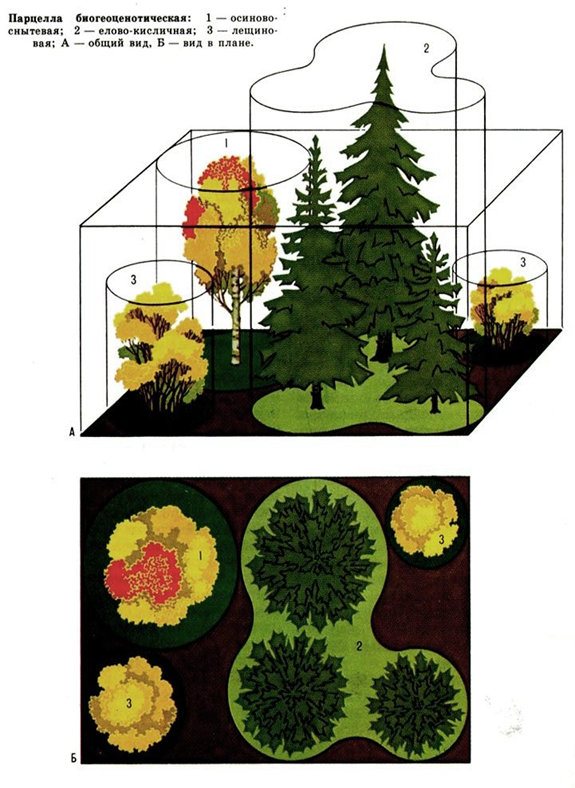 Парцелла биогеоценотическая: 1 — осиново-
снытевая; 2 — елово-кисличная; 3 — лещино-
вая; А — общий вид, Б — вид в плане.
2
1
3
3
А
1
3
2
3
Б